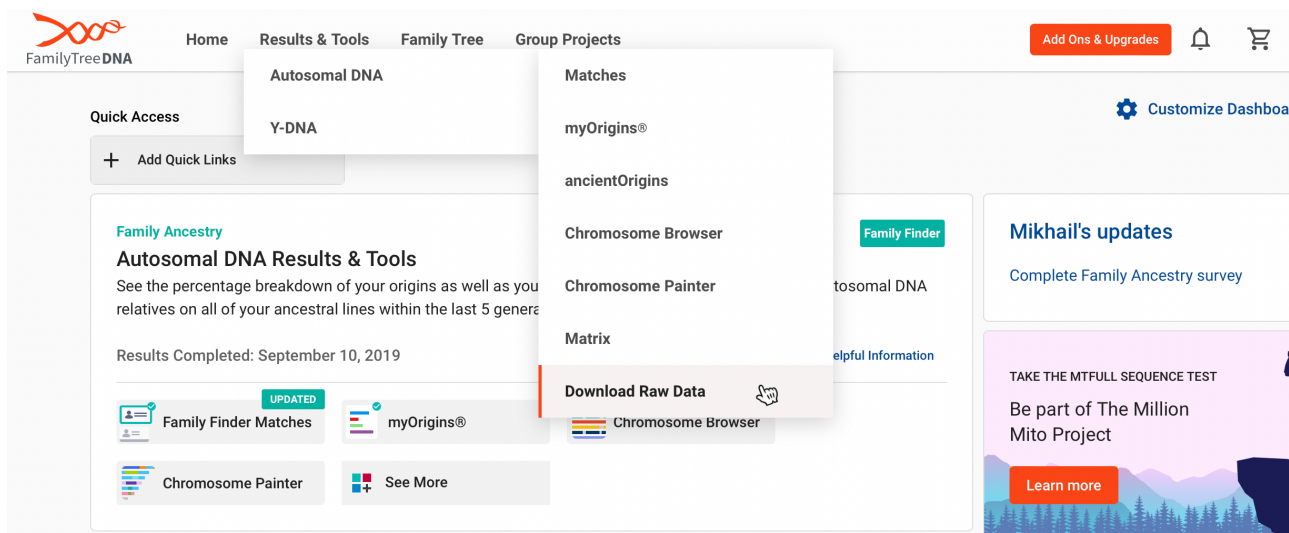 FamilyTreeDNA
Home
Results & Tools
Family Tree
Group Projects
Add Ons & Upgrades
Autosomal DNA
Y-DNA
Matches
myOrigins®
ancientOrigins
Chromosome Browser
Chromosome Painter
Matrix
Download Raw Data
Quick Access
Add Quick Links
Customize Dashboa
Family Ancestry
Family Finder
Autosomal DNA Results & Tools
See the percentage breakdown of your origins as well as you
tosomal DNA
relatives on all of your ancestral lines within the last 5 genera
Results Completed: September 10, 2019
elpful Information
UPDATED
Family Finder Matches
myOrigins®
Chromosome Browser
Chromosome Painter
See More
Mikhail's updates
Complete Family Ancestry survey
TAKE THE MTFULL SEQUENCE TEST
Be part of The Million
Mito Project
Learn more